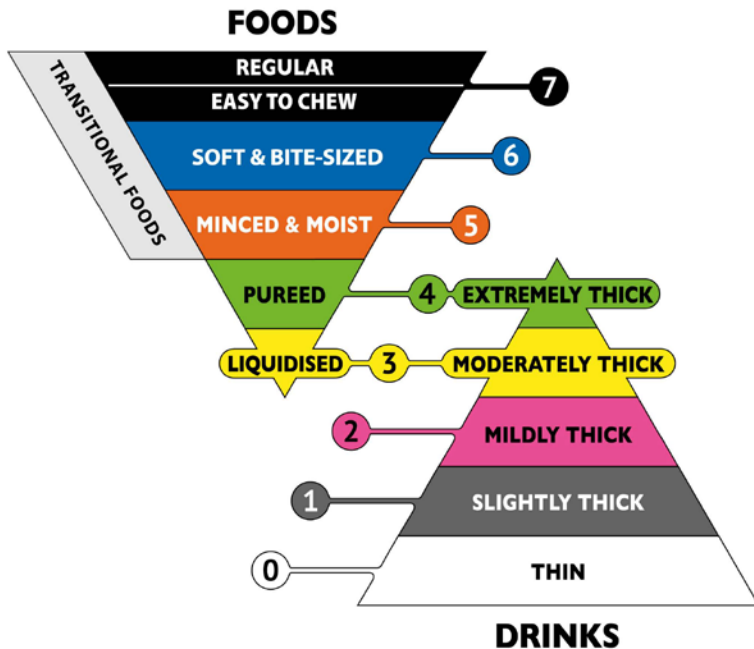 FOODS
TRANSITIONAL FOODS
REGULAR
EASY TO CHEW
7
SOFT & BITE-SIZED
6
MINCED & MOIST
5
PUREED
4
EXTREMELY THICK
LIQUIDISED
3
MODERATELY THICK
2
MILDLY THICK
1
SLIGHTLY THICK
0
THIN
DRINKS